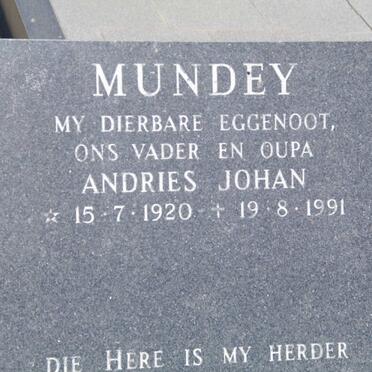 MUNDEY
MY DIERBARE EGGENOOT,
ONS VADER EN OUPA
ANDRIES JOHAN
☆ 15·7·1920 ✝ 19·8·1991
DIE HERE IS MY HERDER